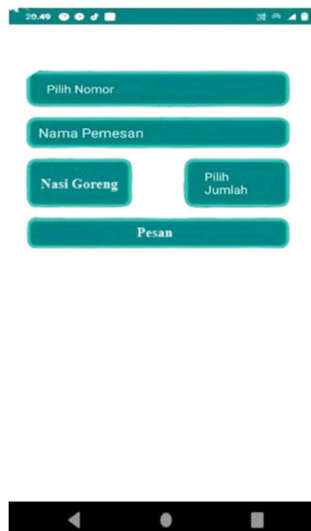 20.49
Pilih Nomor
Nama Pemesan
Nasi Goreng
Pilih
Jumlah
Pesan